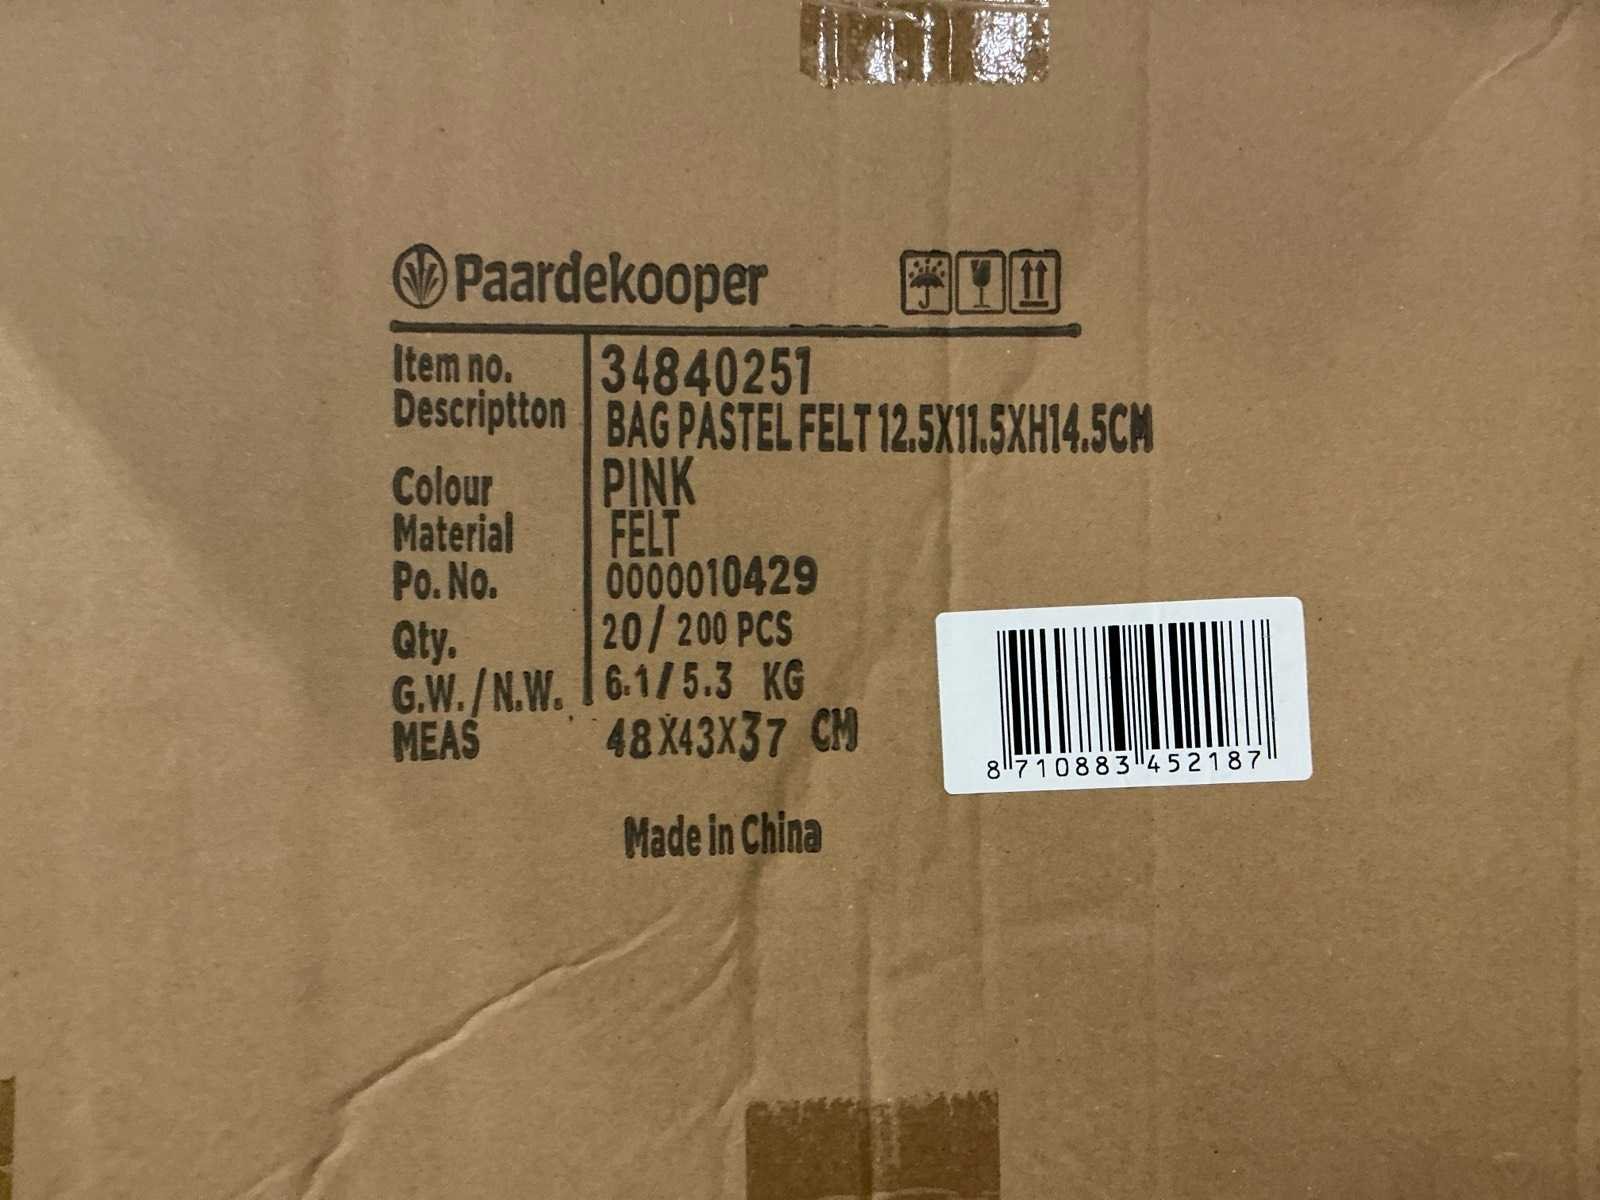 Paardekooper
Item no. 34840251
Descriptton BAG PASTEL FELT 12.5X11.5XH14.5CM
Colour PINK
Material FELT
Po. No. 0000010429
Qty. 20 / 200 PCS
G.W. / N.W. 6.1 / 5.3 KG
MEAS 48X43X37 CM
8 710883 452187
Made in China